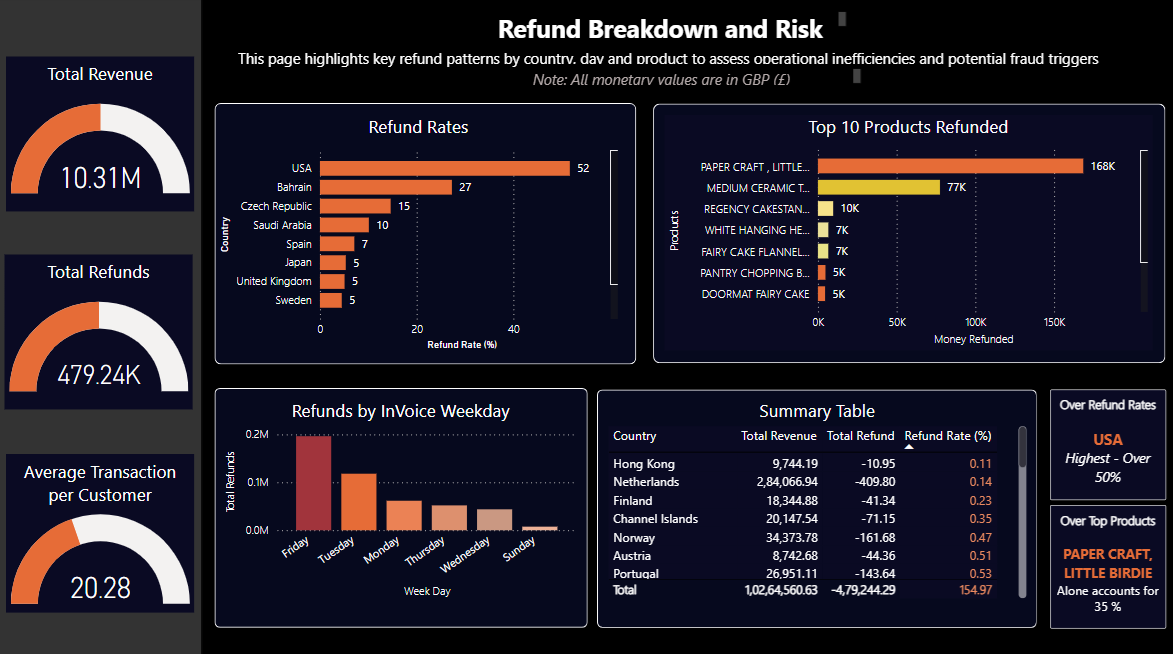 Refund Breakdown and Risk
This page highlights key refund patterns by country, day and product to assess operational inefficiencies and potential fraud triggers
Note: All monetary values are in GBP (£)
Total Revenue
10.31M
Total Refunds
479.24K
Average Transaction
per Customer
20.28
Refund Rates
Country
USA 52
Bahrain 27
Czech Republic 15
Saudi Arabia 10
Spain 7
Japan 5
United Kingdom 5
Sweden 5
0 20 40
Refund Rate (%)
Top 10 Products Refunded
Products
PAPER CRAFT , LITTLE... 168K
MEDIUM CERAMIC T... 77K
REGENCY CAKESTAN... 10K
WHITE HANGING HE... 7K
FAIRY CAKE FLANNEL... 7K
PANTRY CHOPPING B... 5K
DOORMAT FAIRY CAKE 5K
0K 50K 100K 150K
Money Refunded
Refunds by InVoice Weekday
Total Refunds
0.2M
0.1M
0.0M
Friday Tuesday Monday Thursday Wednesday Sunday
Week Day
Summary Table
Country Total Revenue Total Refund Refund Rate (%)
Hong Kong 9,744.19 -10.95 0.11
Netherlands 2,84,066.94 -409.80 0.14
Finland 18,344.88 -41.34 0.23
Channel Islands 20,147.54 -71.15 0.35
Norway 34,373.78 -161.68 0.47
Austria 8,742.68 -44.36 0.51
Portugal 26,951.11 -143.64 0.53
Total 1,02,64,560.63 -4,79,244.29 154.97
Over Refund Rates
USA
Highest - Over
50%
Over Top Products
PAPER CRAFT,
LITTLE BIRDIE
Alone accounts for
35 %